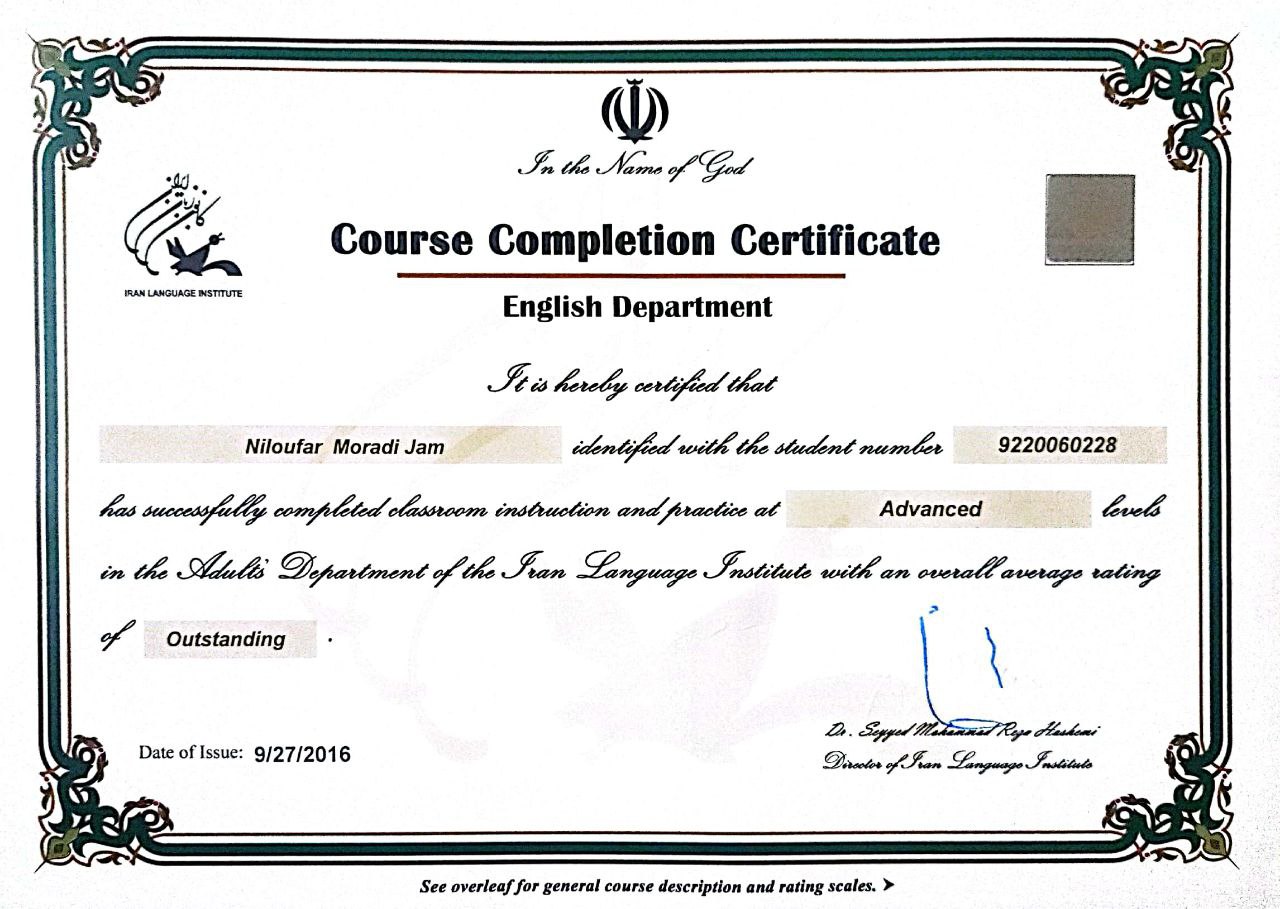 In the Name of God
کانون زبان ایران
IRAN LANGUAGE INSTITUTE
Course Completion Certificate
English Department
It is hereby certified that
Niloufar Moradi Jam identified with the student number 9220060228
has successfully completed classroom instruction and practice at Advanced levels
in the Adults' Department of the Iran Language Institute with an overall average rating
of Outstanding .
Dr. Seyyed Mohammad Reza Hashemi
Date of Issue: 9/27/2016
Director of Iran Language Institute
See overleaf for general course description and rating scales. ➤